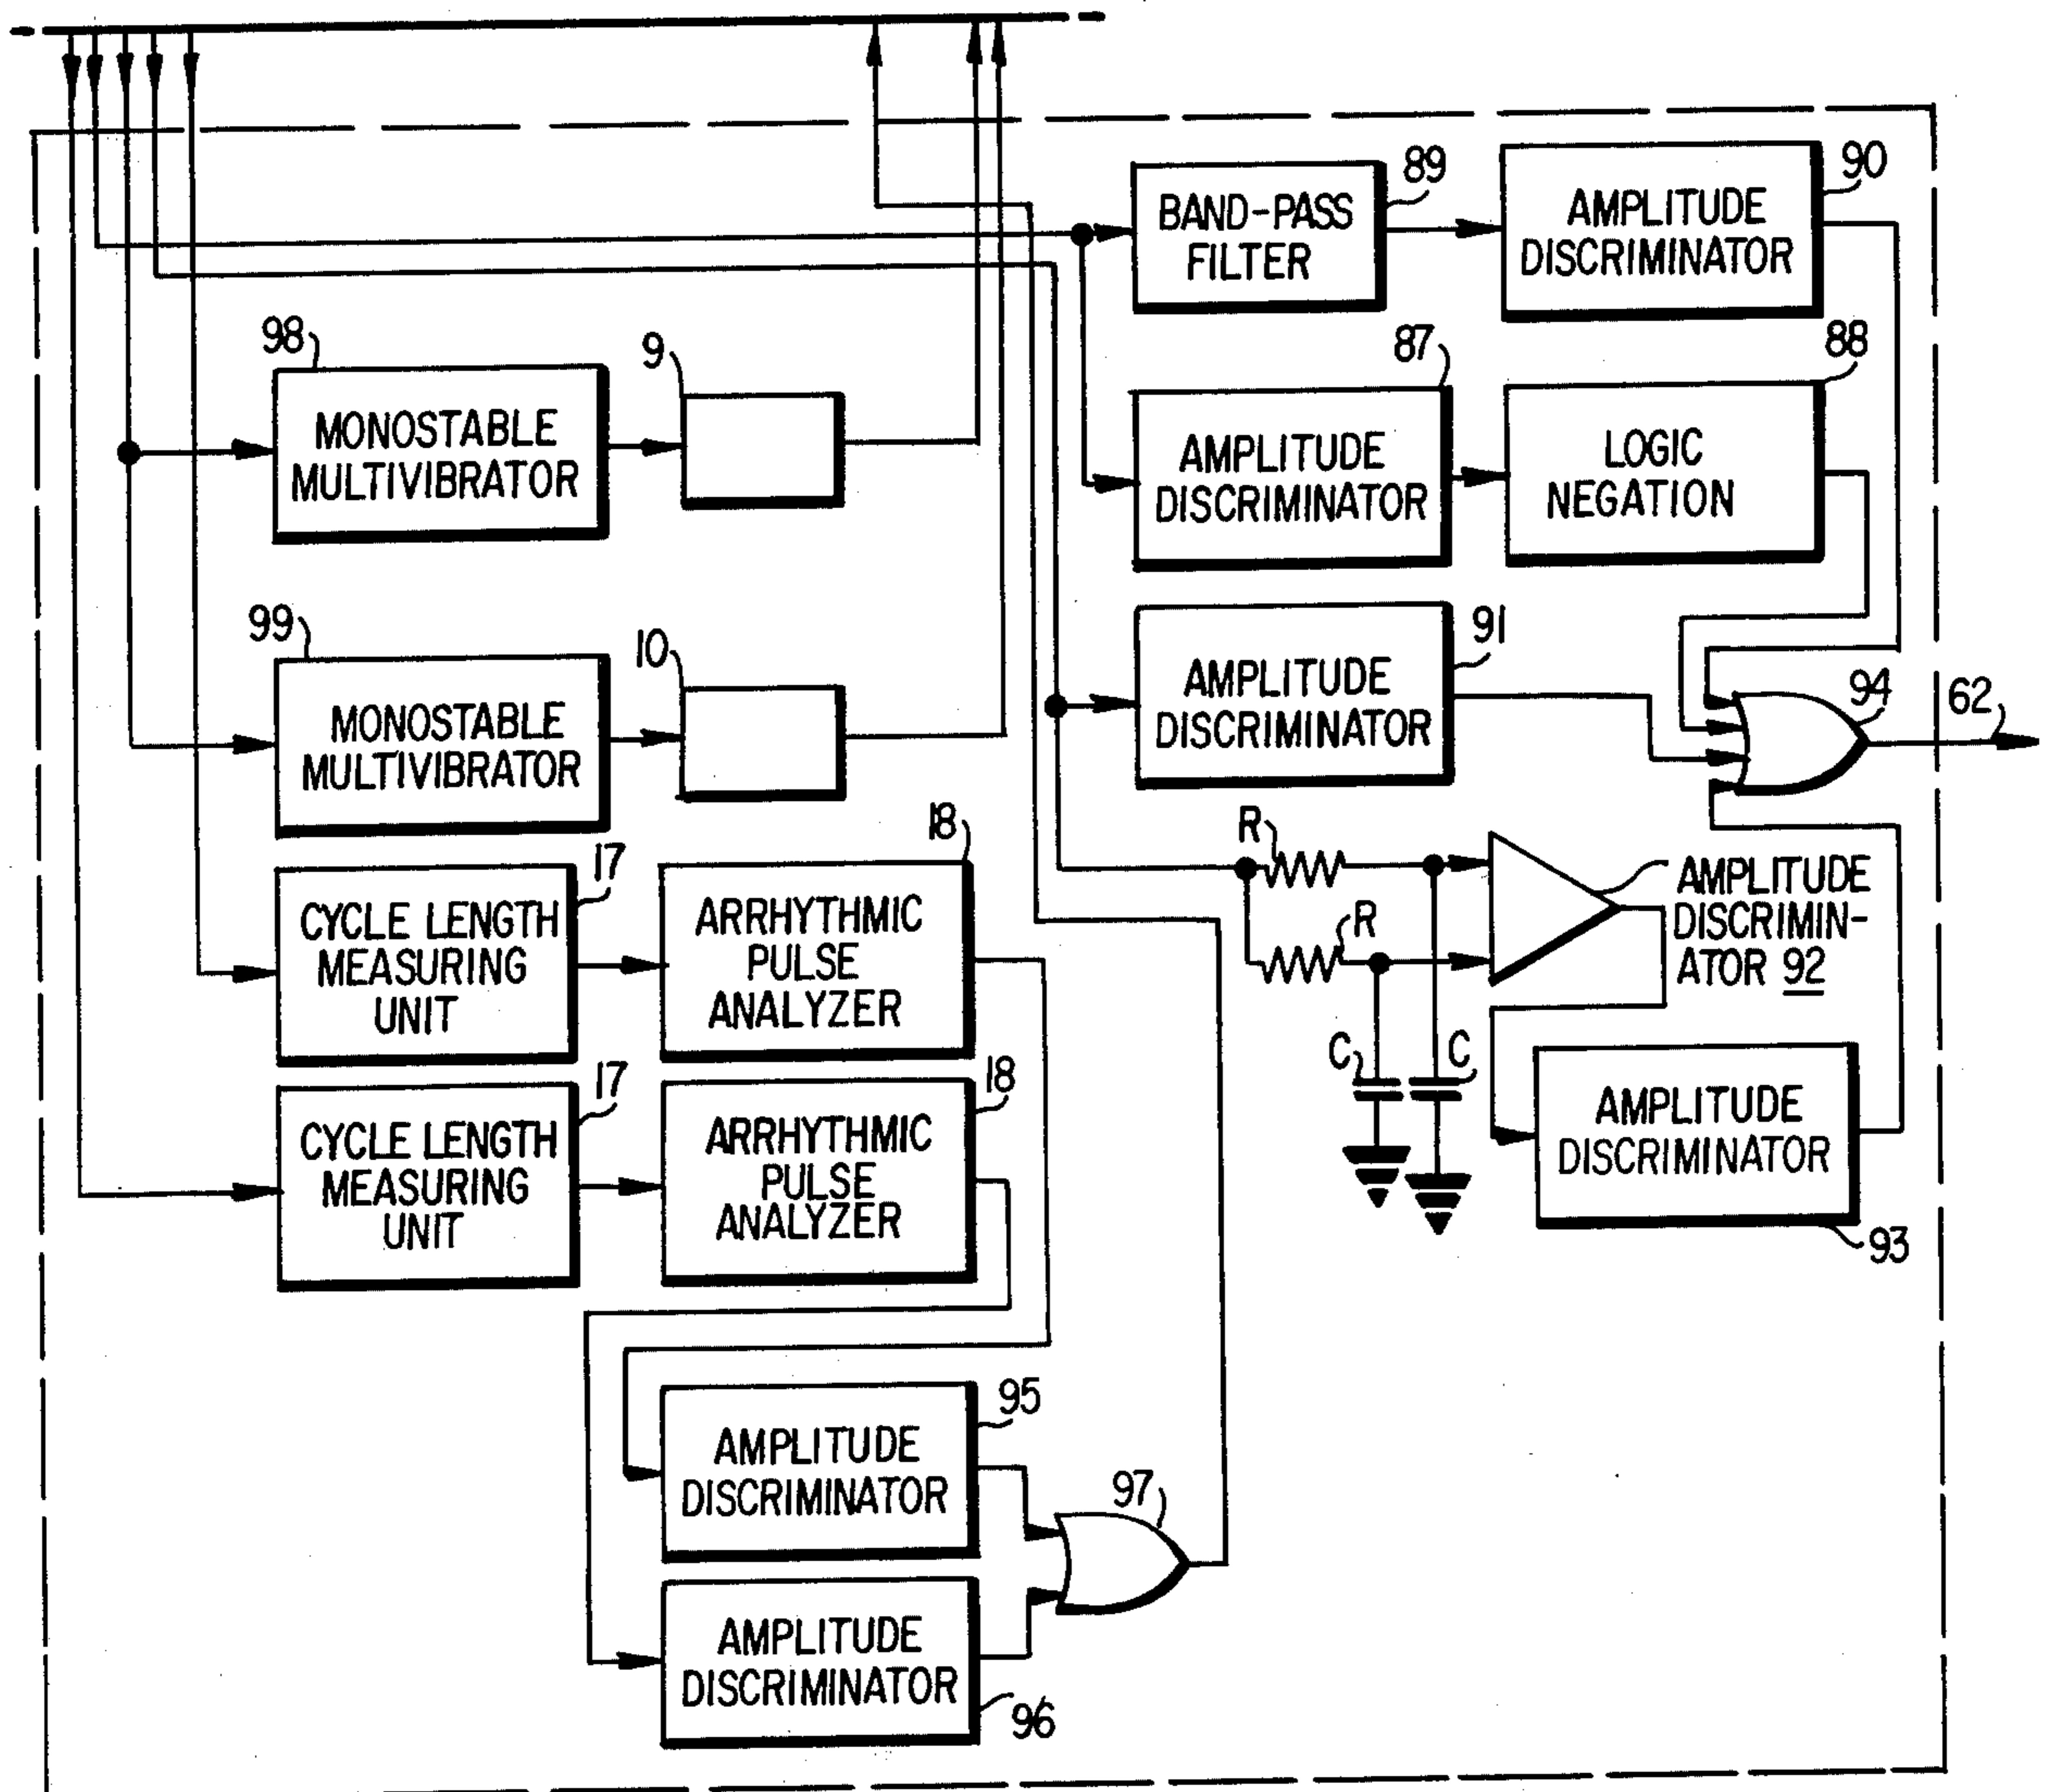 89
BAND-PASS
FILTER
90
AMPLITUDE
DISCRIMINATOR
98
MONOSTABLE
MULTIVIBRATOR
9
87
AMPLITUDE
DISCRIMINATOR
88
LOGIC
NEGATION
99
MONOSTABLE
MULTIVIBRATOR
10
91
AMPLITUDE
DISCRIMINATOR
94
62
17
CYCLE LENGTH
MEASURING
UNIT
18
ARRHYTHMIC
PULSE
ANALYZER
R
R
C
C
AMPLITUDE
DISCRIMIN-
ATOR 92
17
CYCLE LENGTH
MEASURING
UNIT
18
ARRHYTHMIC
PULSE
ANALYZER
AMPLITUDE
DISCRIMINATOR
93
95
AMPLITUDE
DISCRIMINATOR
97
AMPLITUDE
DISCRIMINATOR
96